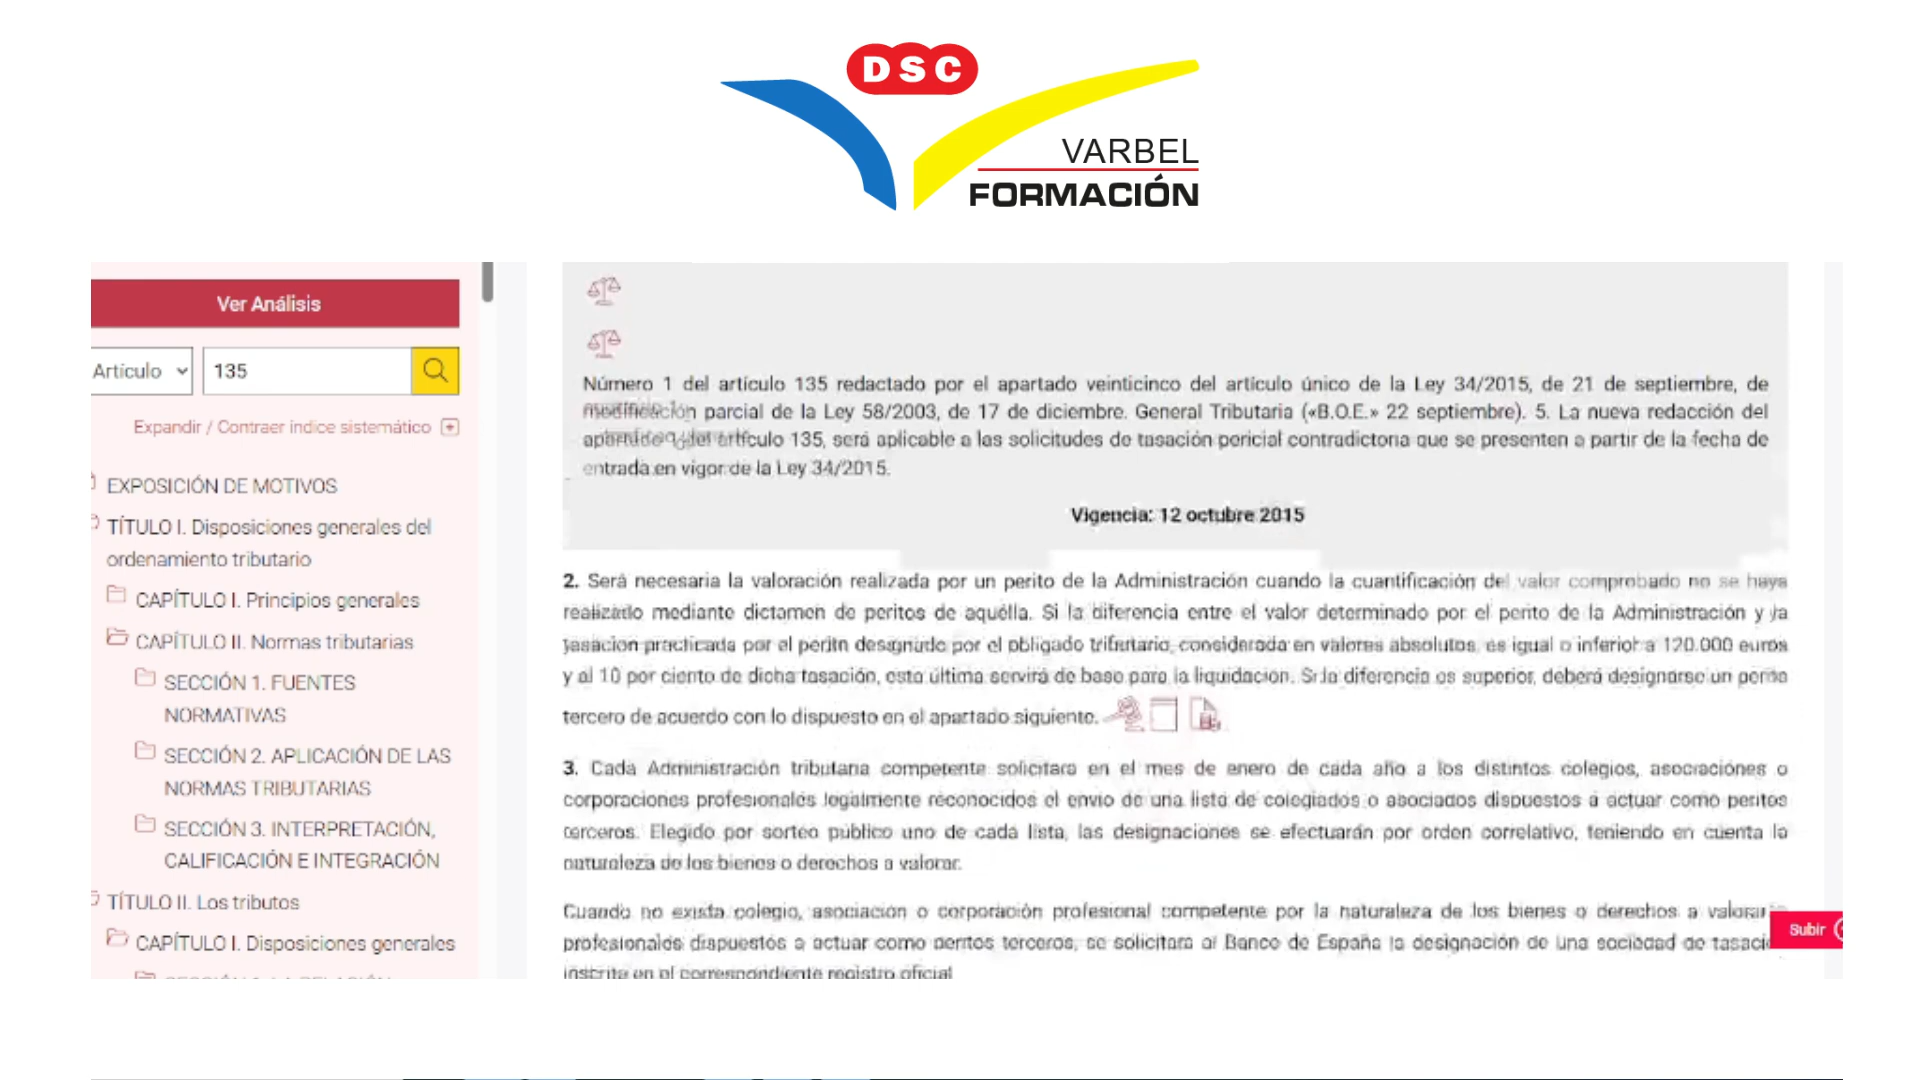 DSC
VARBEL
FORMACIÓN
Ver Análisis
Artículo
135
Expandir / Contraer índice sistemático
EXPOSICIÓN DE MOTIVOS
TÍTULO I. Disposiciones generales del
ordenamiento tributario
CAPÍTULO I. Principios generales
CAPÍTULO II. Normas tributarias
SECCIÓN 1. FUENTES
NORMATIVAS
SECCIÓN 2. APLICACIÓN DE LAS
NORMAS TRIBUTARIAS
SECCIÓN 3. INTERPRETACIÓN,
CALIFICACIÓN E INTEGRACIÓN
TÍTULO II. Los tributos
CAPÍTULO I. Disposiciones generales
Número 1 del artículo 135 redactado por el apartado veinticinco del artículo único de la Ley 34/2015, de 21 de septiembre, de
modificación parcial de la Ley 58/2003, de 17 de diciembre. General Tributaria («B.O.E.» 22 septiembre). 5. La nueva redacción del
artículo 135, será aplicable a las solicitudes de tasación pericial contradictoria que se presenten a partir de la fecha de
entrada en vigor de la Ley 34/2015.
Vigencia: 12 octubre 2015
2. Será necesaria la valoración realizada por un perito de la Administración cuando la cuantificación del valor comprobado no se haya
realizado mediante dictamen de peritos de aquélla. Si la diferencia entre el valor determinado por el perito de la Administración y la
tasación practicada por el perito designado por el obligado tributario, considerada en valores absolutos, es igual o inferior a 120.000 euros
y al 10 por ciento de dicha tasación, esta última servirá de base para la liquidación. Si la diferencia es superior, deberá designarse un perito
tercero de acuerdo con lo dispuesto en el apartado siguiente.
3. Cada Administración tributaria competente solicitará en el mes de enero de cada año a los distintos colegios, asociaciones o
corporaciones profesionales legalmente reconocidos el envío de una lista de colegiados o asociados dispuestos a actuar como peritos
terceros. Elegido por sorteo público uno de cada lista, las designaciones se efectuarán por orden correlativo, teniendo en cuenta la
naturaleza de los bienes o derechos a valorar.
Cuando no exista colegio, asociación o corporación profesional competente por la naturaleza de los bienes o derechos a valorar
profesionales dispuestos a actuar como peritos terceros, se solicitará al Banco de España la designación de una sociedad de tasaci
inscrita en el correspondiente registro oficial
Subir